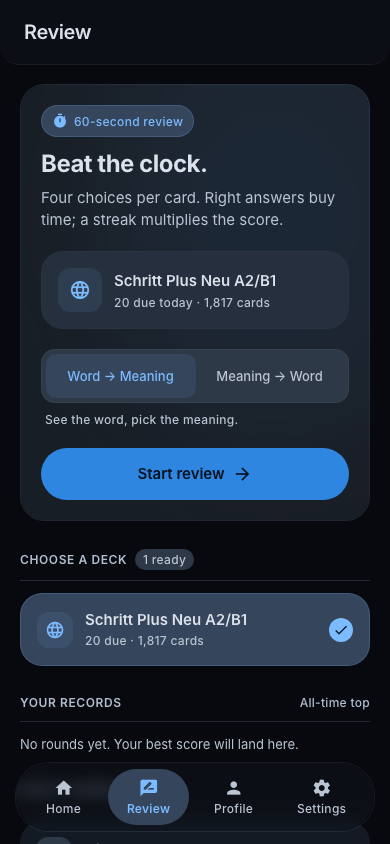 Review
60-second review
Beat the clock.
Four choices per card. Right answers buy
time; a streak multiplies the score.
Schritt Plus Neu A2/B1
20 due today · 1,817 cards
Word → Meaning
Meaning → Word
See the word, pick the meaning.
Start review →
CHOOSE A DECK
1 ready
Schritt Plus Neu A2/B1
20 due · 1,817 cards
YOUR RECORDS
All-time top
No rounds yet. Your best score will land here.
Home
Review
Profile
Settings